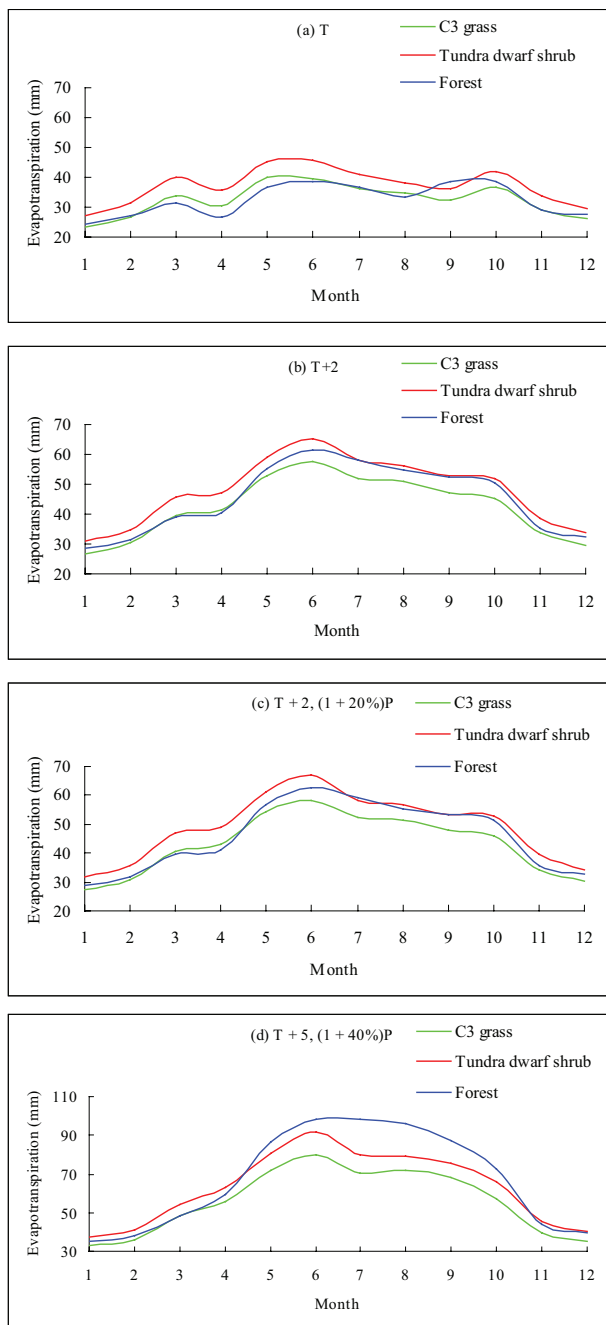 (a) T
C3 grass
Tundra dwarf shrub
Forest
Evapotranspiration (mm)
70
60
50
40
30
20
1 2 3 4 5 6 7 8 9 10 11 12
Month
(b) T+2
C3 grass
Tundra dwarf shrub
Forest
Evapotranspiration (mm)
70
60
50
40
30
20
1 2 3 4 5 6 7 8 9 10 11 12
Month
(c) T + 2, (1 + 20%)P
C3 grass
Tundra dwarf shrub
Forest
Evapotranspiration (mm)
70
60
50
40
30
20
1 2 3 4 5 6 7 8 9 10 11 12
Month
(d) T + 5, (1 + 40%)P
C3 grass
Tundra dwarf shrub
Forest
Evapotranspiration (mm)
110
90
70
50
30
1 2 3 4 5 6 7 8 9 10 11 12
Month